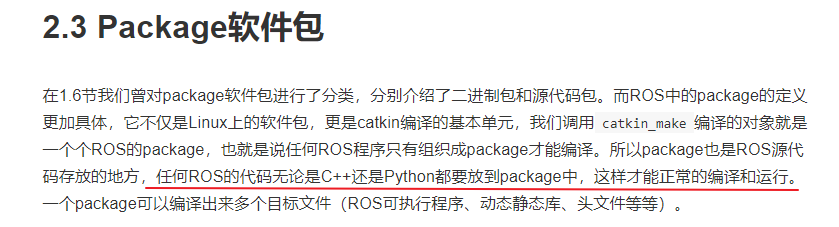 2.3 Package软件包
在1.6节我们曾对package软件包进行了分类，分别介绍了二进制包和源代码包。而ROS中的package的定义
更加具体，它不仅是Linux上的软件包，更是catkin编译的基本单元，我们调用 catkin_make 编译的对象就是
一个个ROS的package，也就是说任何ROS程序只有组织成package才能编译。所以package也是ROS源代
码存放的地方，任何ROS的代码无论是C++还是Python都要放到package中，这样才能正常的编译和运行。
一个package可以编译出来多个目标文件（ROS可执行程序、动态静态库、头文件等等）。